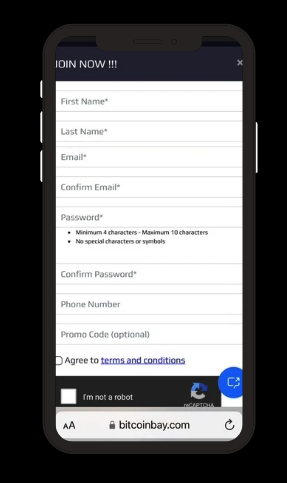 JOIN NOW !!! ×
First Name*
Last Name*
Email*
Confirm Email*
Password*
• Minimum 4 characters - Maximum 10 characters
• No special characters or symbols
Confirm Password*
Phone Number
Promo Code (optional)
Agree to terms and conditions
I'm not a robot
reCAPTCHA
AA bitcoinbay.com